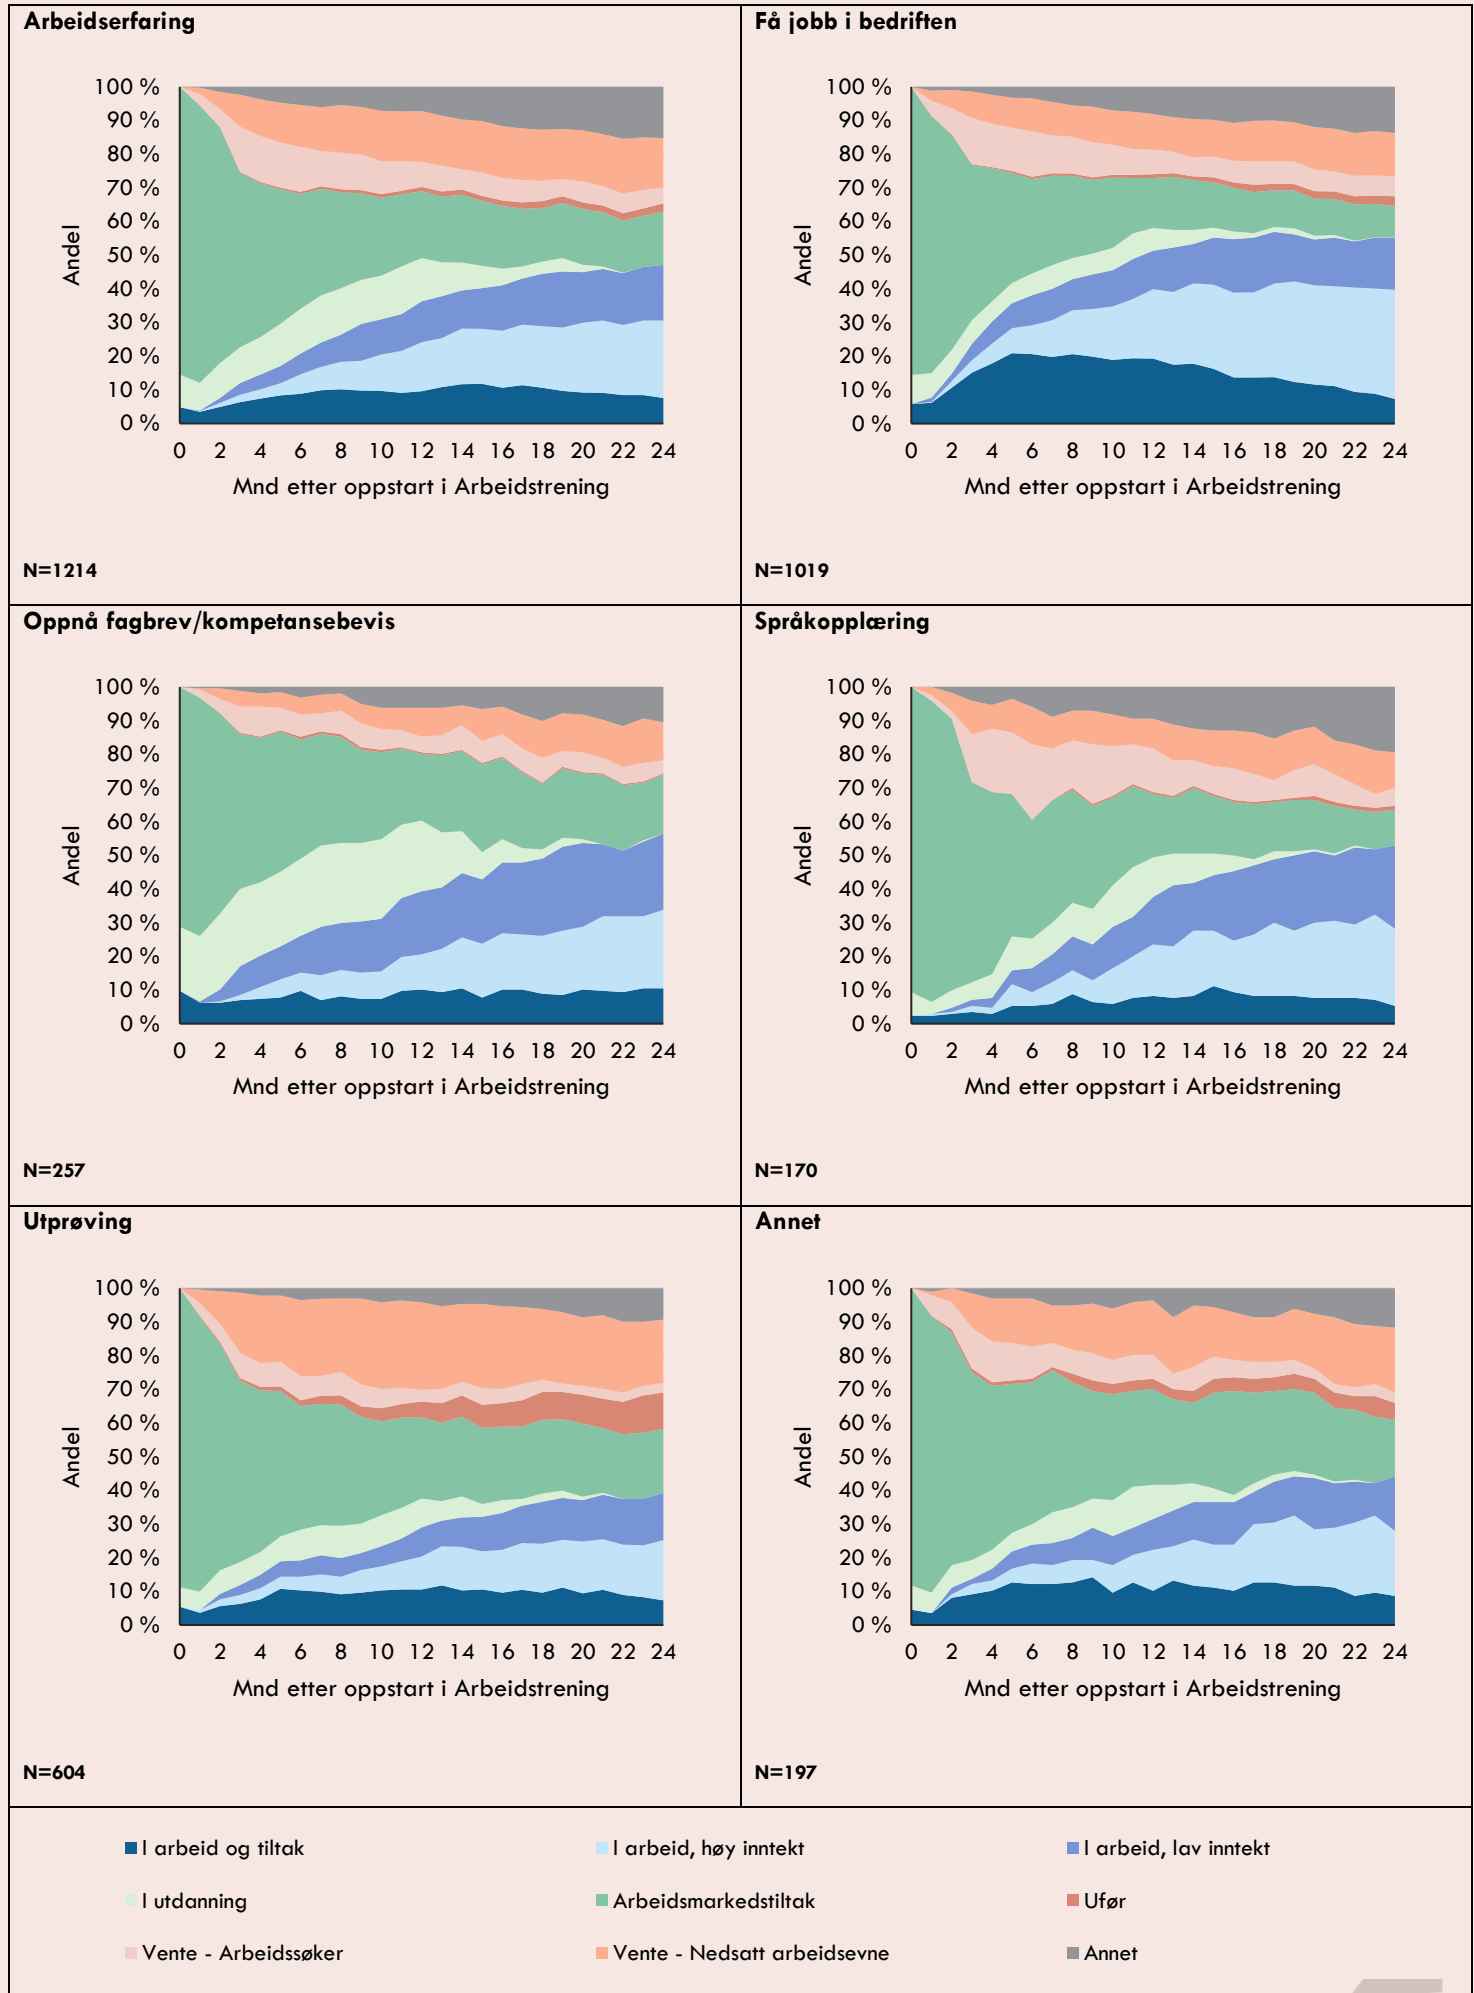 Arbeidserfaring
100 %
90 %
80 %
70 %
60 %
50 %
40 %
30 %
20 %
10 %
0 %
Andel
0 2 4 6 8 10 12 14 16 18 20 22 24
Mnd etter oppstart i Arbeidstrening
N=1214
Få jobb i bedriften
100 %
90 %
80 %
70 %
60 %
50 %
40 %
30 %
20 %
10 %
0 %
Andel
0 2 4 6 8 10 12 14 16 18 20 22 24
Mnd etter oppstart i Arbeidstrening
N=1019
Oppnå fagbrev/kompetansebevis
100 %
90 %
80 %
70 %
60 %
50 %
40 %
30 %
20 %
10 %
0 %
Andel
0 2 4 6 8 10 12 14 16 18 20 22 24
Mnd etter oppstart i Arbeidstrening
N=257
Språkopplæring
100 %
90 %
80 %
70 %
60 %
50 %
40 %
30 %
20 %
10 %
0 %
Andel
0 2 4 6 8 10 12 14 16 18 20 22 24
Mnd etter oppstart i Arbeidstrening
N=170
Utprøving
100 %
90 %
80 %
70 %
60 %
50 %
40 %
30 %
20 %
10 %
0 %
Andel
0 2 4 6 8 10 12 14 16 18 20 22 24
Mnd etter oppstart i Arbeidstrening
N=604
Annet
100 %
90 %
80 %
70 %
60 %
50 %
40 %
30 %
20 %
10 %
0 %
Andel
0 2 4 6 8 10 12 14 16 18 20 22 24
Mnd etter oppstart i Arbeidstrening
N=197
I arbeid og tiltak
I arbeid, høy inntekt
I arbeid, lav inntekt
I utdanning
Arbeidsmarkedstiltak
Ufør
Vente - Arbeidssøker
Vente - Nedsatt arbeidsevne
Annet